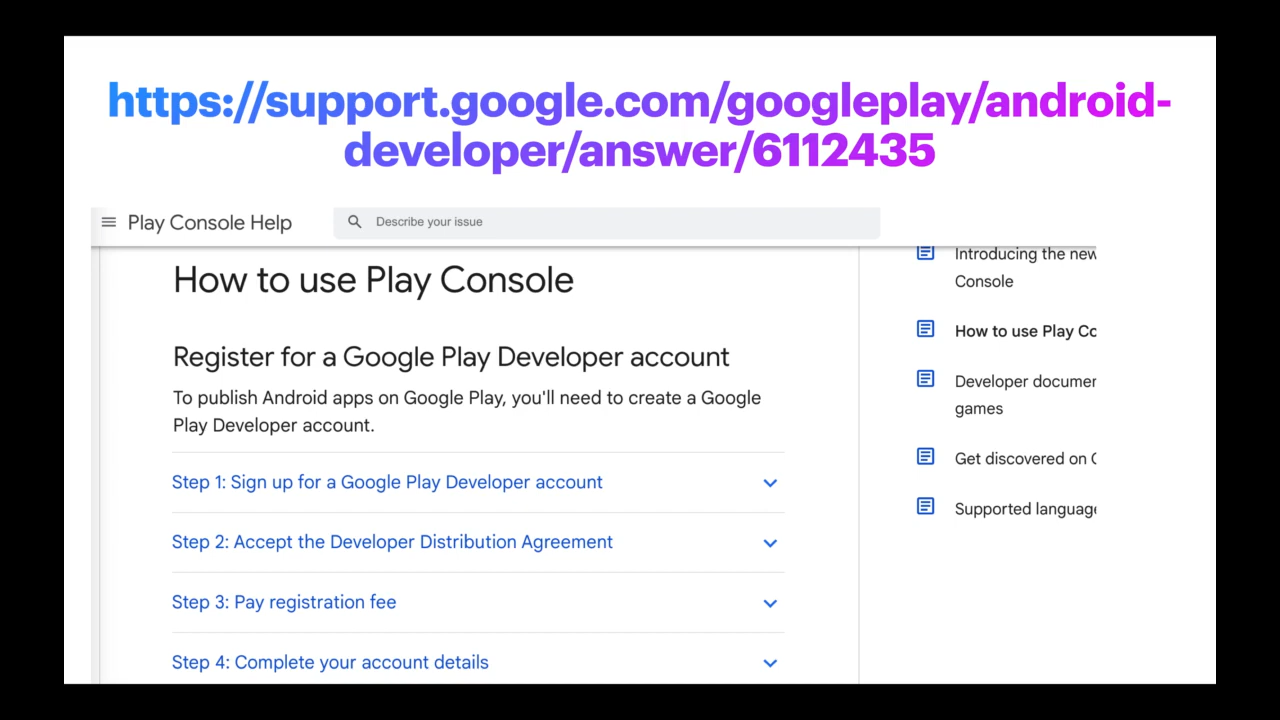 https://support.google.com/googleplay/android-
developer/answer/6112435
Play Console Help
Describe your issue
How to use Play Console
Register for a Google Play Developer account
To publish Android apps on Google Play, you'll need to create a Google
Play Developer account.
Step 1: Sign up for a Google Play Developer account
Step 2: Accept the Developer Distribution Agreement
Step 3: Pay registration fee
Step 4: Complete your account details
Introducing the new
Console
How to use Play
Developer
games
Get discovered on
Supported